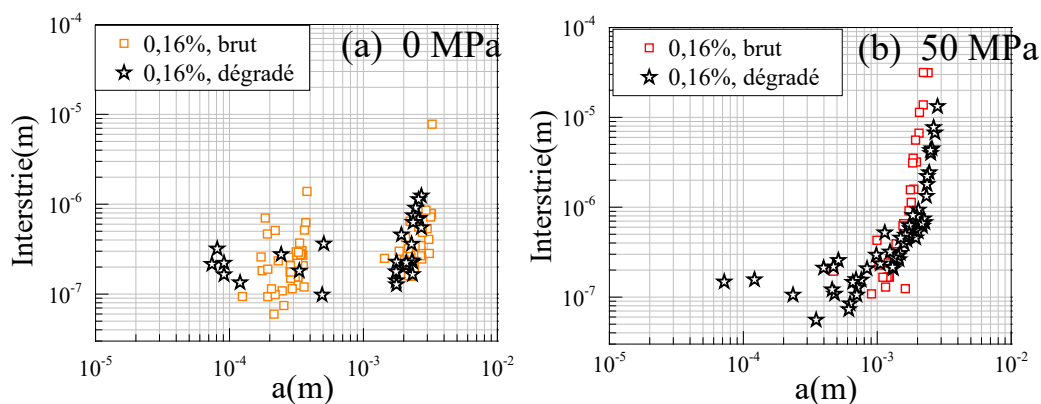 (a) 0 MPa
0,16%, brut
0,16%, dégradé
Interstrie(m)
10⁻⁴
10⁻⁵
10⁻⁶
10⁻⁷
10⁻⁵ 10⁻⁴ 10⁻³ 10⁻²
a(m)
(b) 50 MPa
0,16%, brut
0,16%, dégradé
Interstrie(m)
10⁻⁴
10⁻⁵
10⁻⁶
10⁻⁷
10⁻⁵ 10⁻⁴ 10⁻³ 10⁻²
a(m)